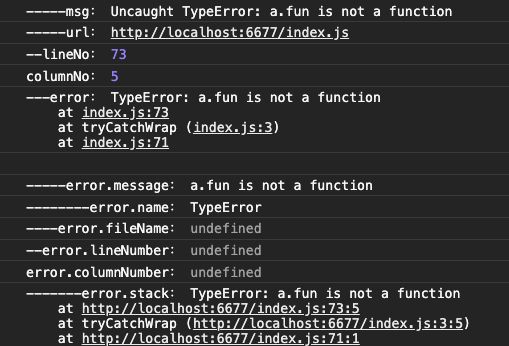 -----msg: Uncaught TypeError: a.fun is not a function
-----url: http://localhost:6677/index.js
--lineNo: 73
columnNo: 5
---error: TypeError: a.fun is not a function
at index.js:73
at tryCatchWrap (index.js:3)
at index.js:71
-----error.message: a.fun is not a function
--------error.name: TypeError
----error.fileName: undefined
--error.lineNumber: undefined
error.columnNumber: undefined
-------error.stack: TypeError: a.fun is not a function
at http://localhost:6677/index.js:73:5
at tryCatchWrap (http://localhost:6677/index.js:3:5)
at http://localhost:6677/index.js:71:1